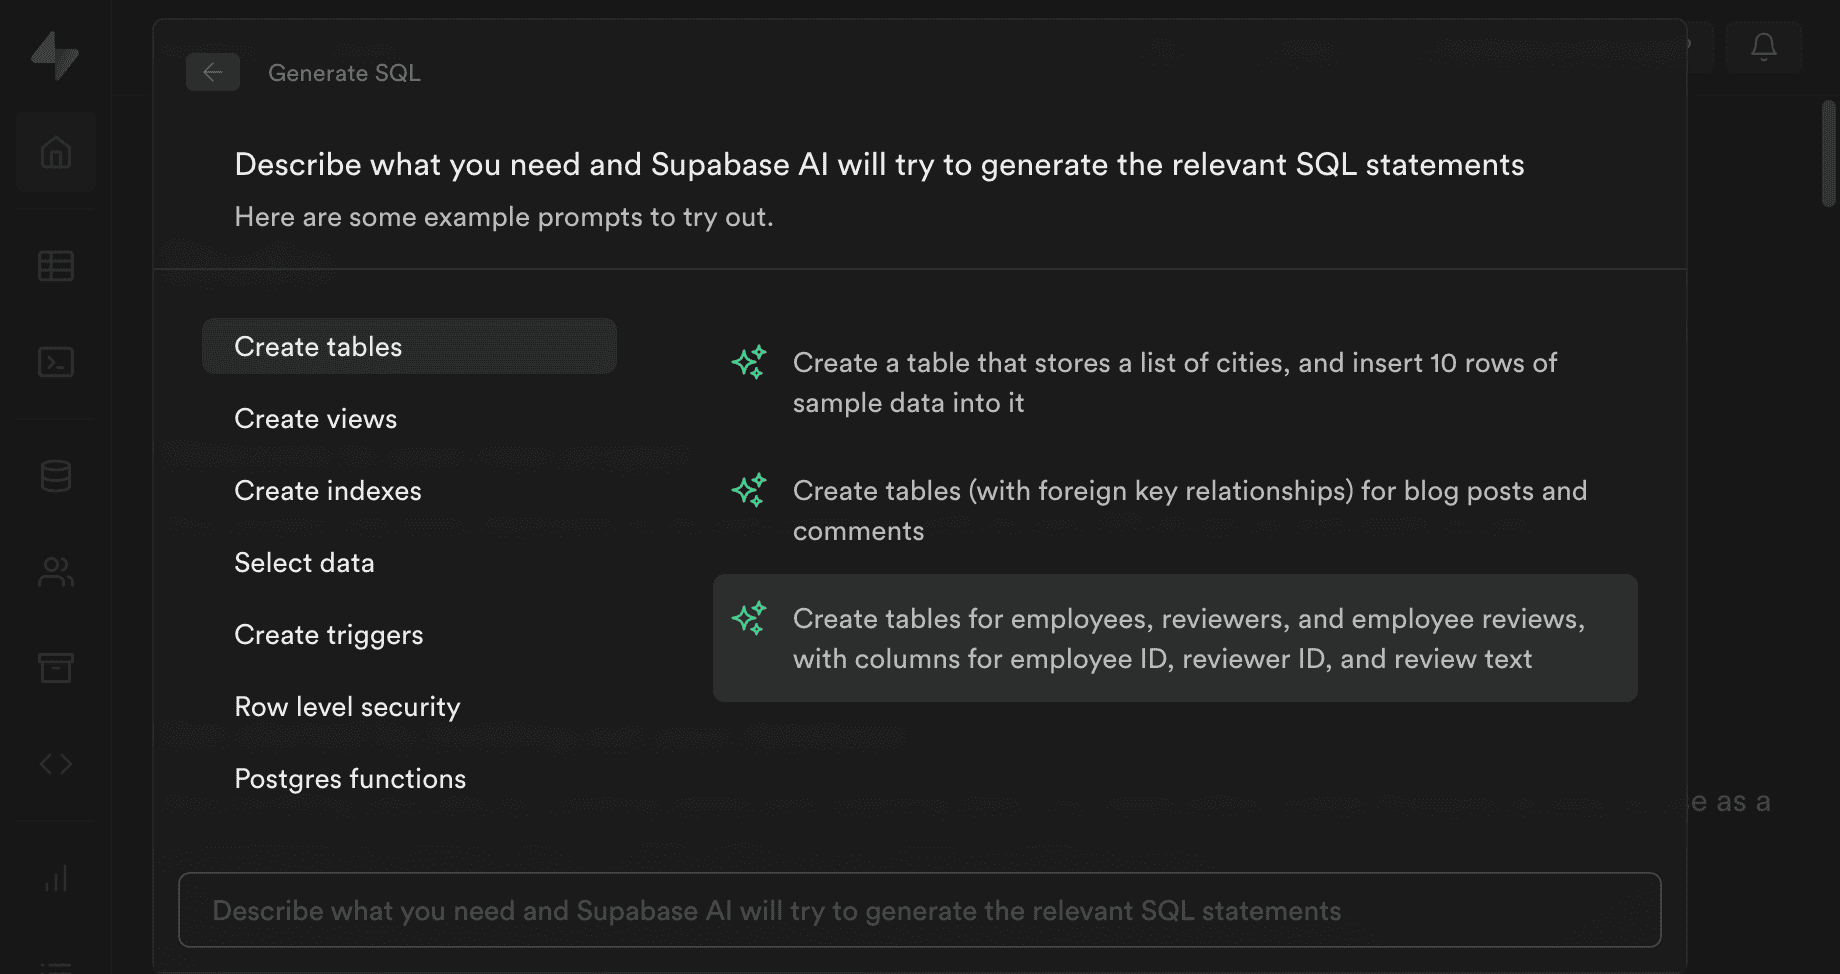 Generate SQL
Describe what you need and Supabase AI will try to generate the relevant SQL statements
Here are some example prompts to try out.
Create tables
Create views
Create indexes
Select data
Create triggers
Row level security
Postgres functions
Create a table that stores a list of cities, and insert 10 rows of
sample data into it
Create tables (with foreign key relationships) for blog posts and
comments
Create tables for employees, reviewers, and employee reviews,
with columns for employee ID, reviewer ID, and review text
as a
Describe what you need and Supabase AI will try to generate the relevant SQL statements